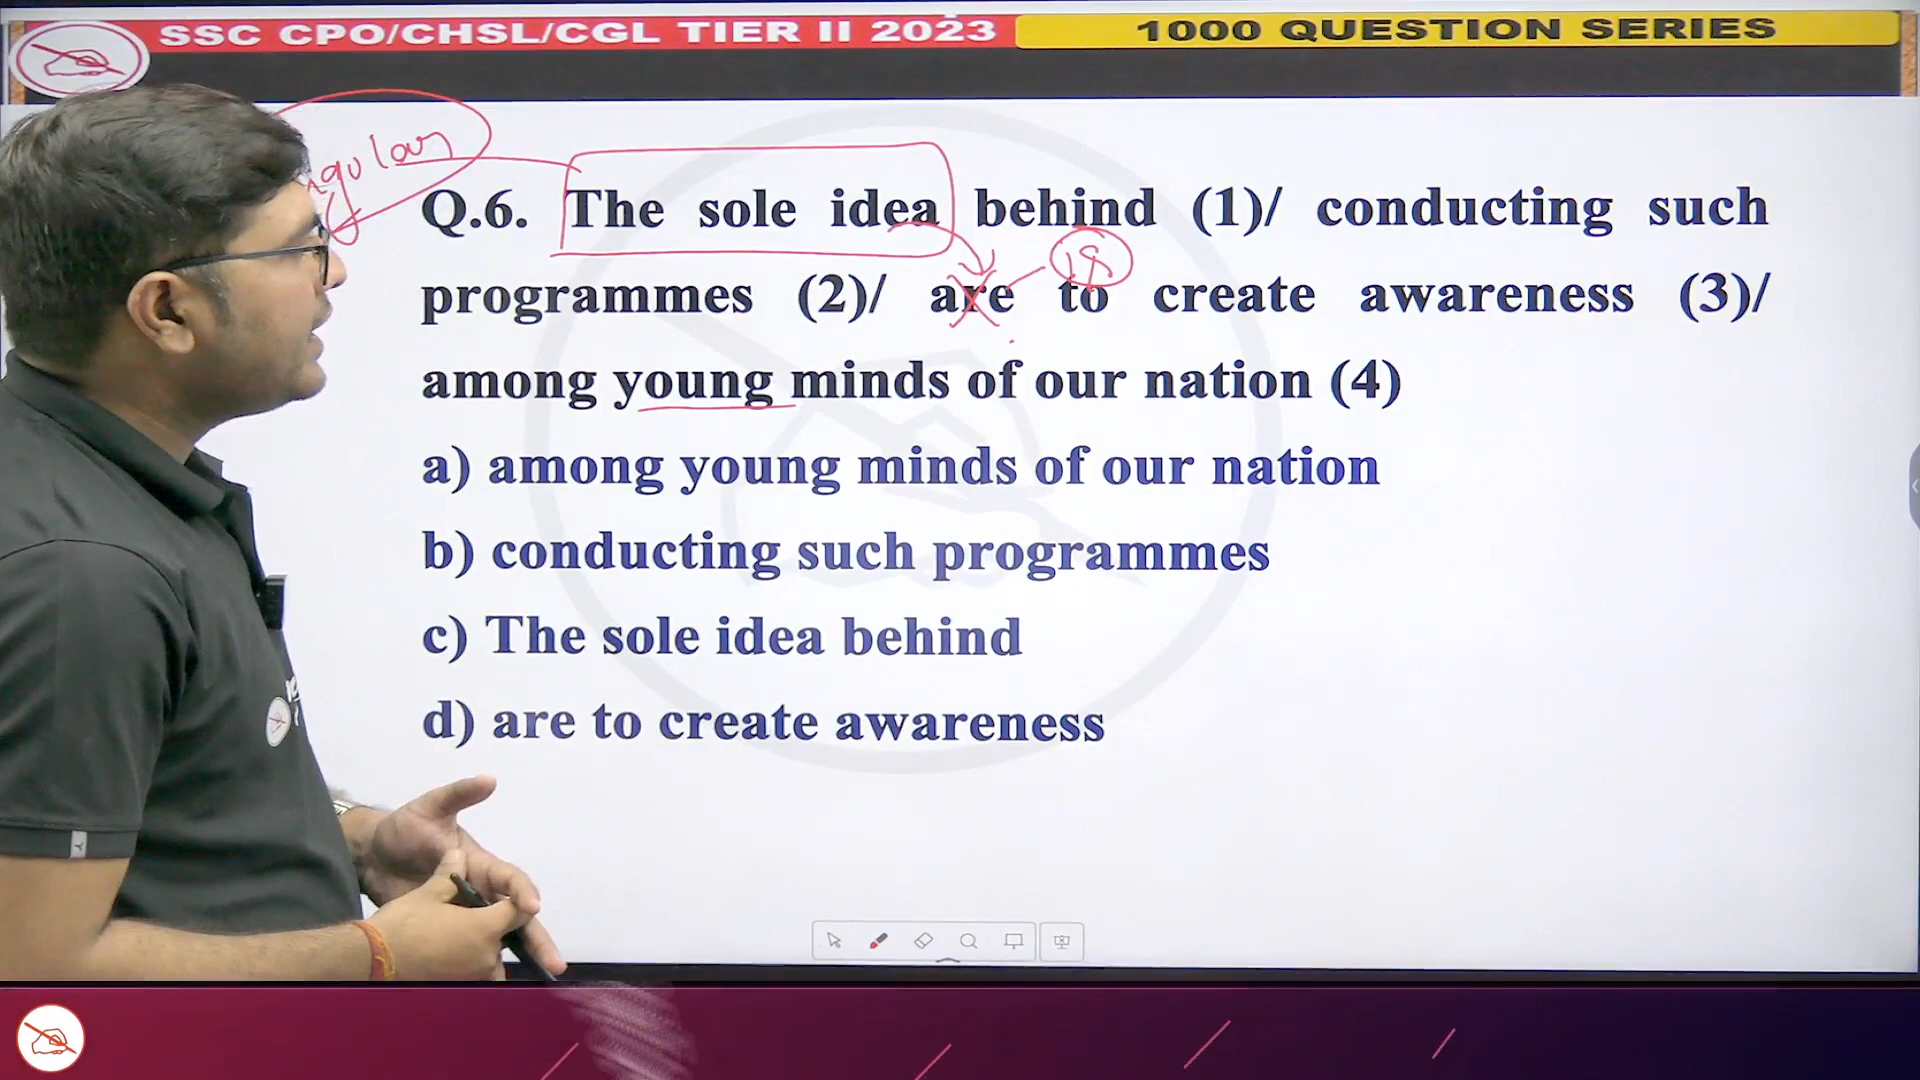 SSC CPO/CHSL/CGL TIER II 2023
1000 QUESTION SERIES
Q.6. The sole idea behind (1)/ conducting such
is
programmes (2)/ are to create awareness (3)/
among young minds of our nation (4)
a) among young minds of our nation
b) conducting such programmes
c) The sole idea behind
d) are to create awareness